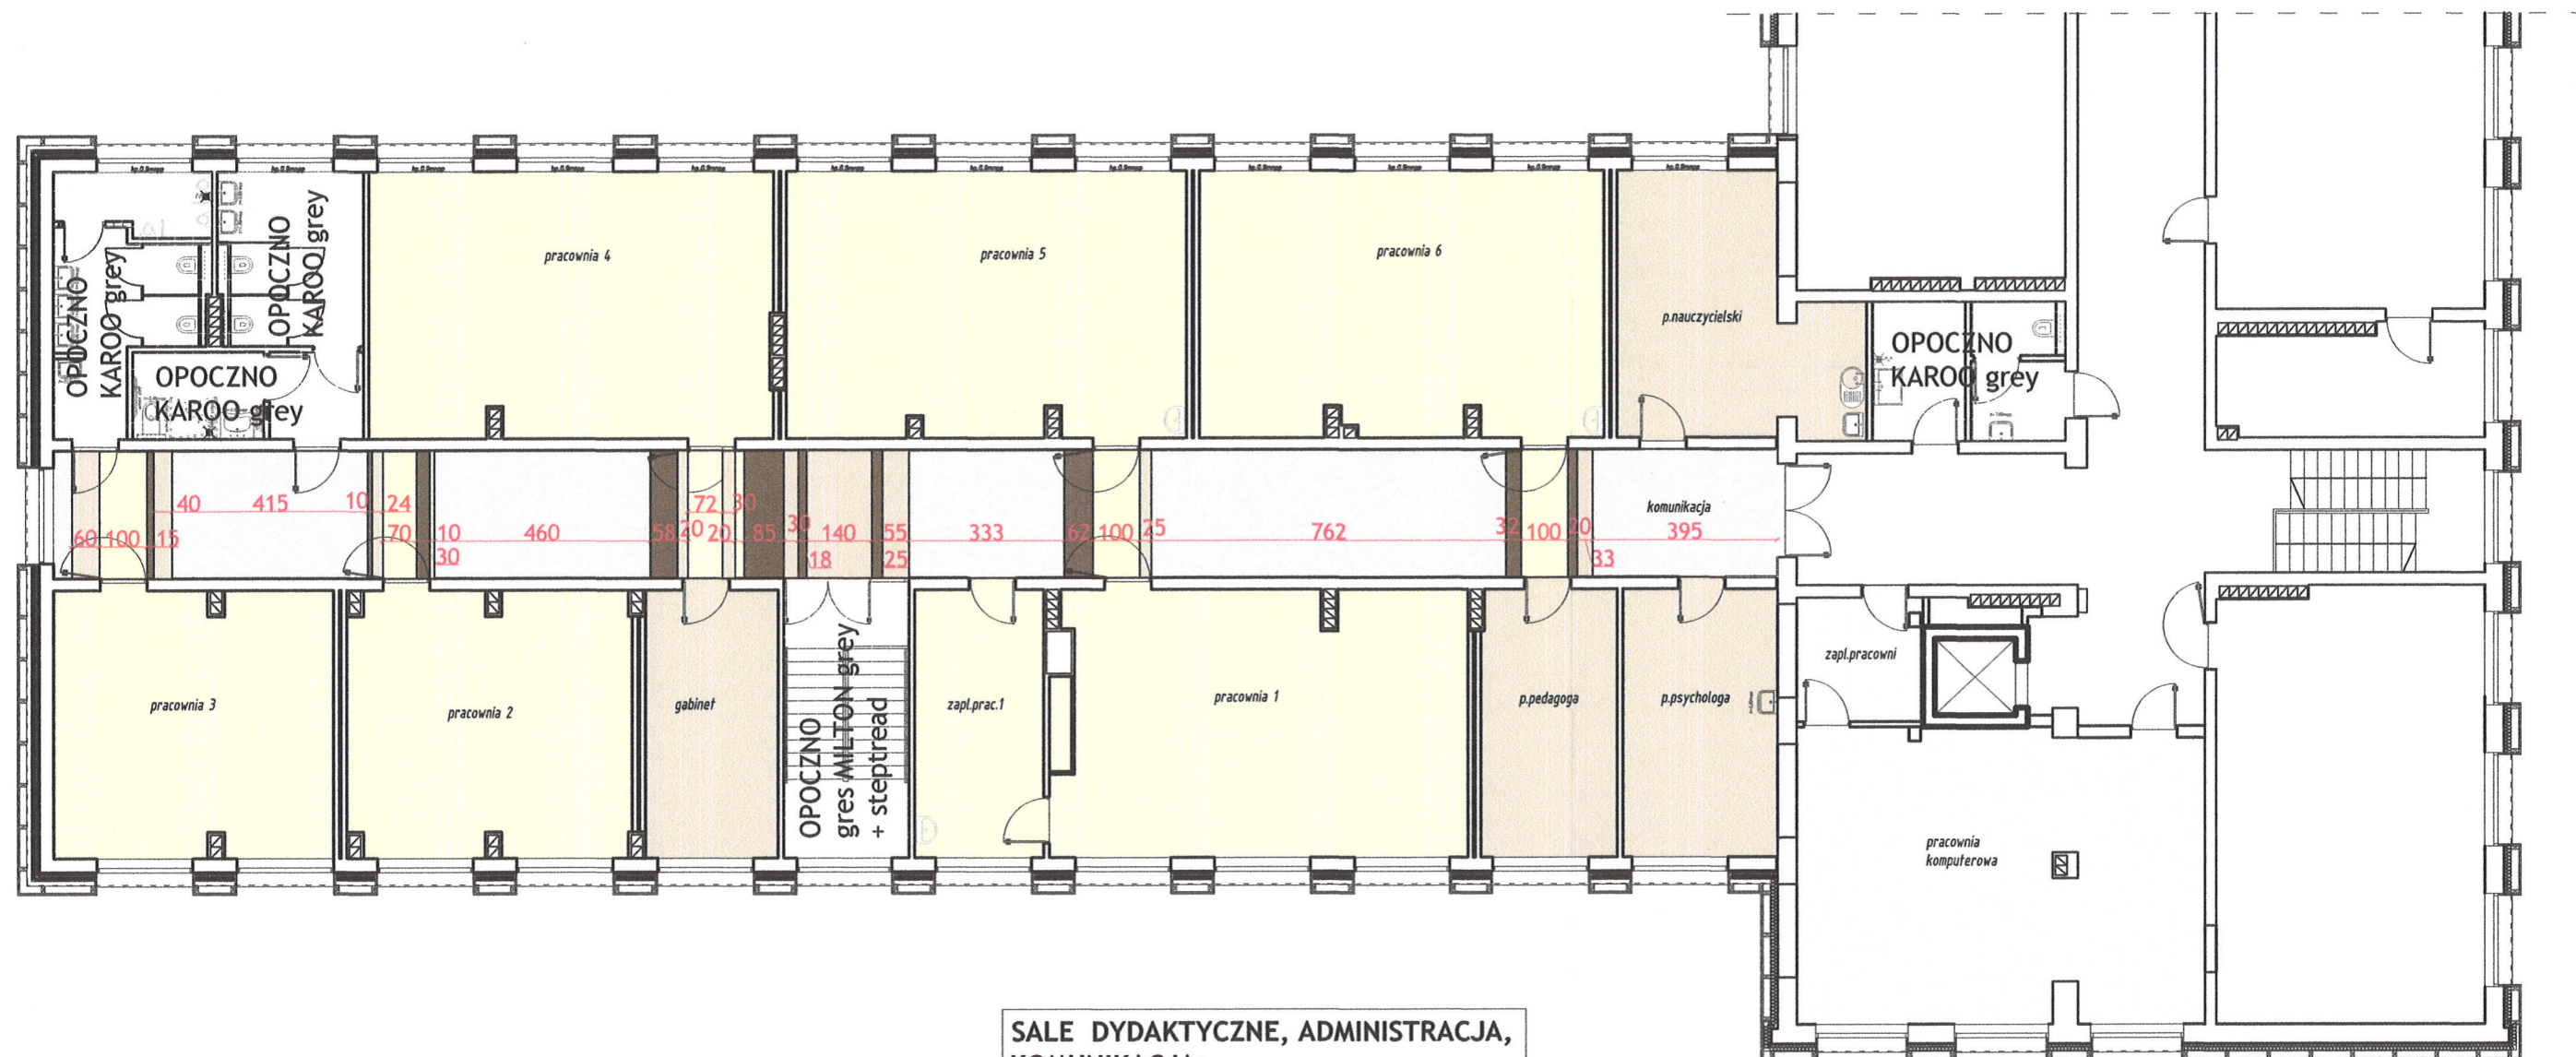 OPOCZNO
KAROO grey
OPOCZNO
KAROO grey
OPOCZNO
KAROO grey
pracownia 4
pracownia 5
pracownia 6
p.nauczycielski
OPOCZNO
KAROO grey
40
415
10
24
72
30
komunikacja
60
100
15
70
10
30
460
58
20
20
85
30
18
140
55
25
333
62
100
25
762
32
100
20
33
395
pracownia 3
pracownia 2
gabinet
OPOCZNO
gres MILTON grey
+ steptread
zapl.prac.1
pracownia 1
p.pedagoga
p.psychologa
zapl.pracowni
pracownia
komputerowa
SALE DYDAKTYCZNE, ADMINISTRACJA,